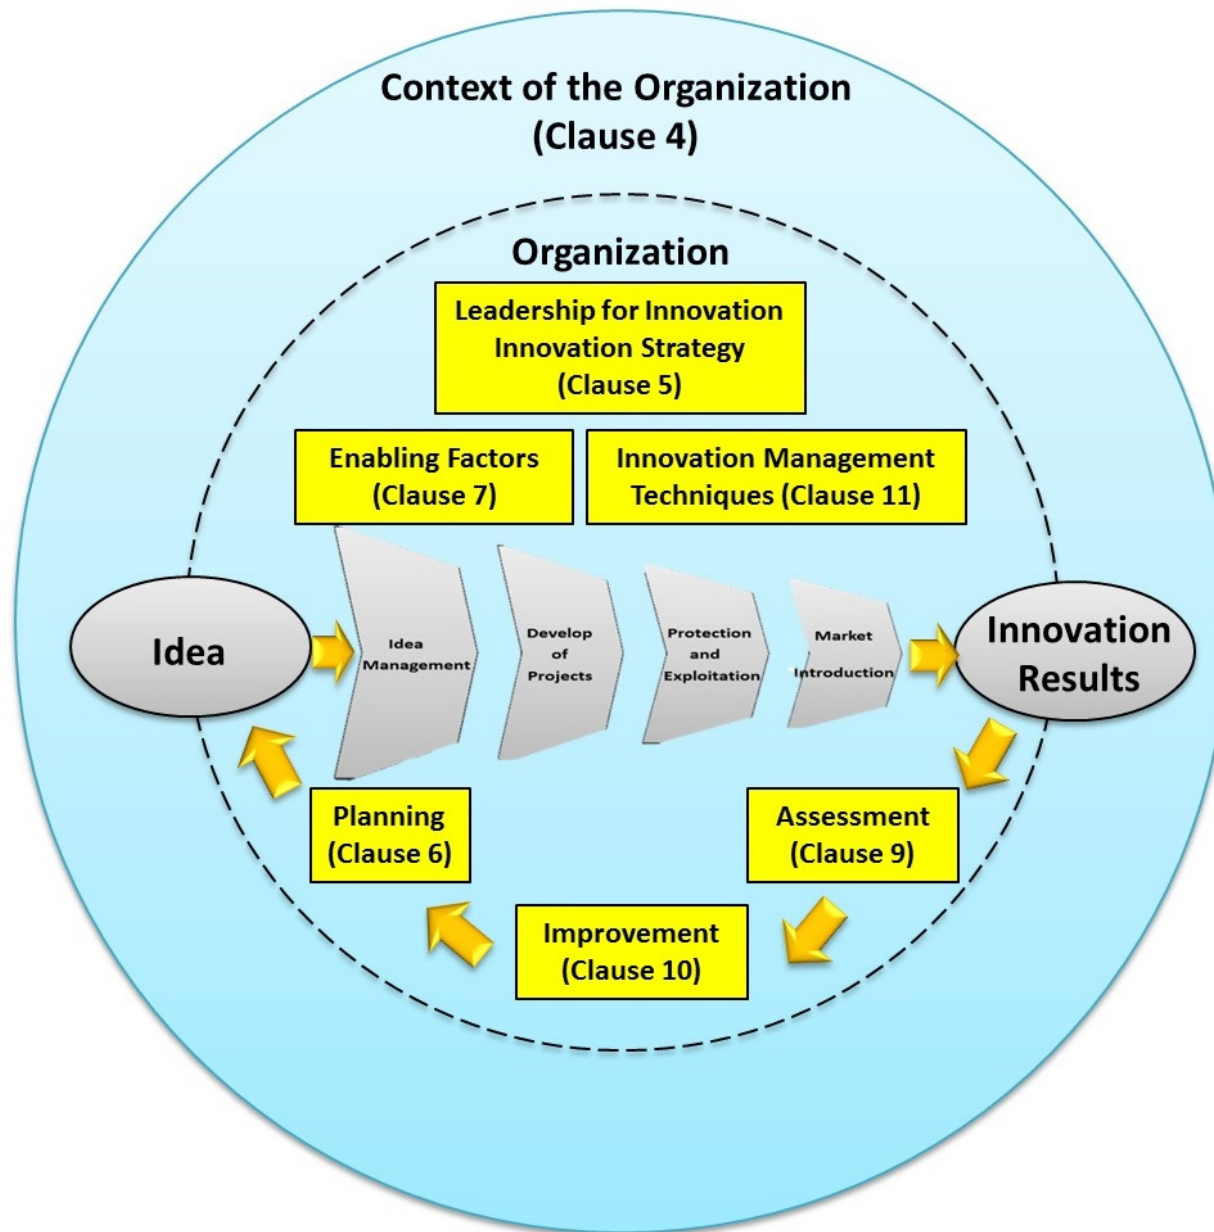 Context of the Organization
(Clause 4)
Organization
Leadership for Innovation
Innovation Strategy
(Clause 5)
Enabling Factors
(Clause 7)
Innovation Management
Techniques (Clause 11)
Idea
Idea
Management
Develop
of
Projects
Protection
and
Exploitation
Market
Introduction
Innovation
Results
Planning
(Clause 6)
Assessment
(Clause 9)
Improvement
(Clause 10)